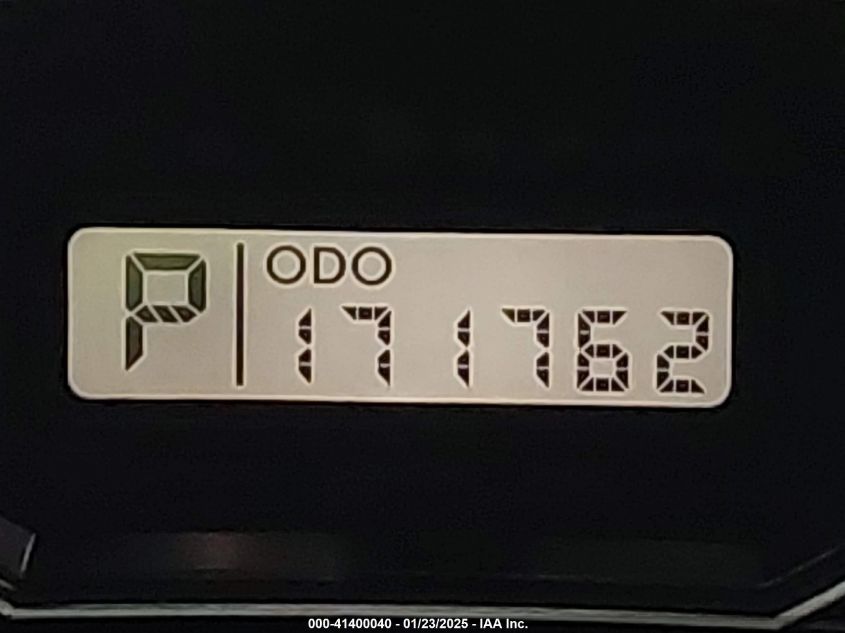 P
ODO
171762
000-41400040 - 01/23/2025 - IAA Inc.